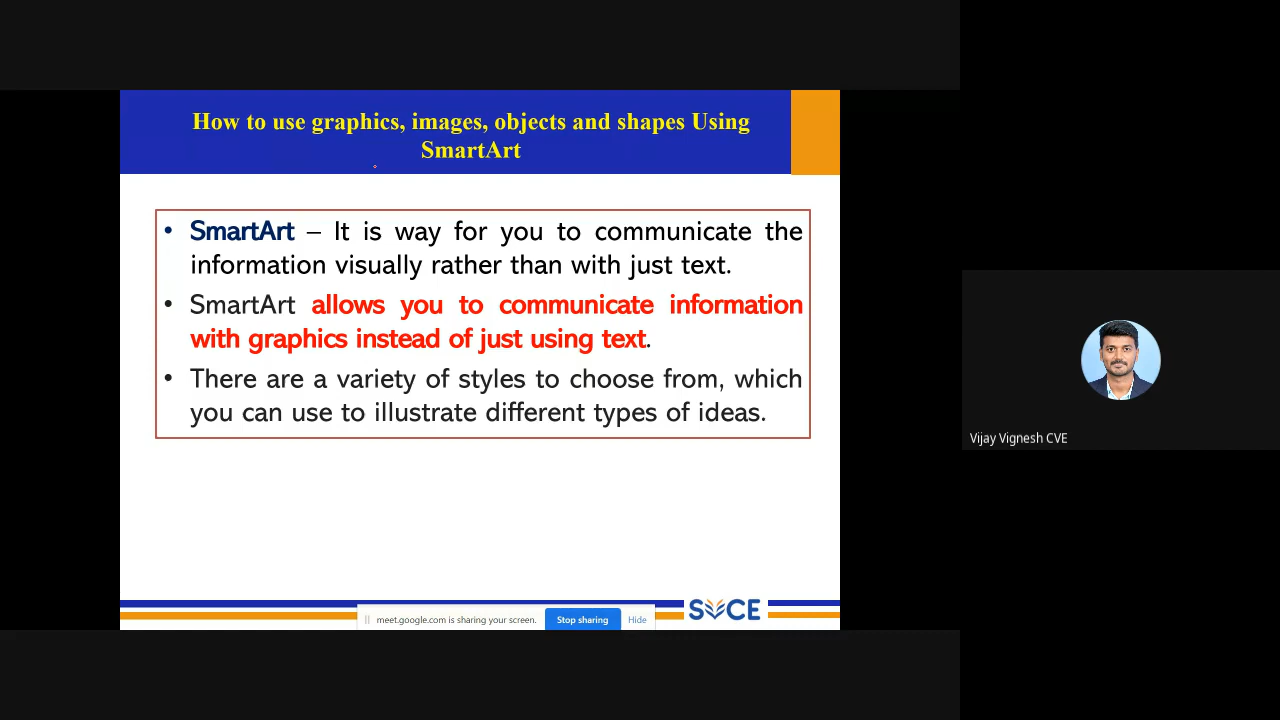 How to use graphics, images, objects and shapes Using
SmartArt
• SmartArt – It is way for you to communicate the
information visually rather than with just text.
• SmartArt allows you to communicate information
with graphics instead of just using text.
• There are a variety of styles to choose from, which
you can use to illustrate different types of ideas.
Vijay Vignesh CVE
SVCE
meet.google.com is sharing your screen. Stop sharing Hide